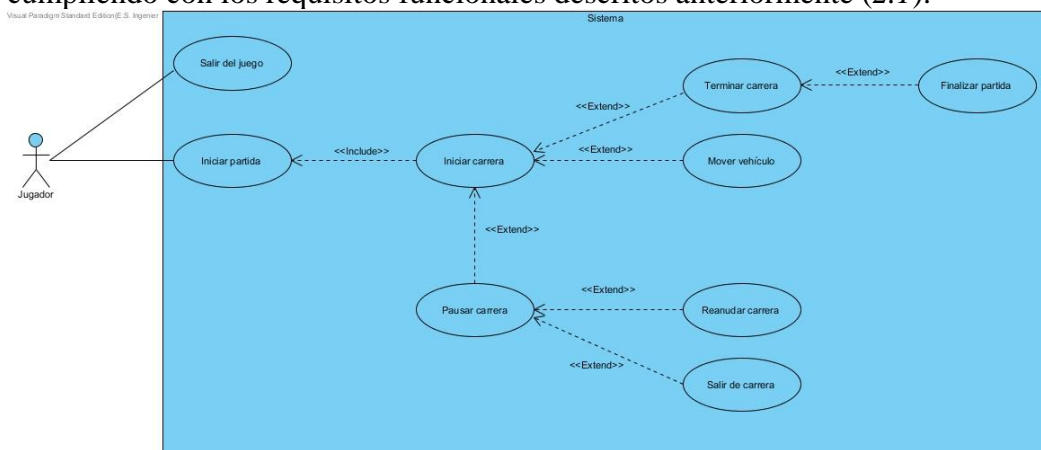 cumpliendo con los requisitos funcionales descritos anteriormente (2.1).
Visual Paradigm Standard Edition(E.S. Ingenier
Sistema
Salir del juego
Terminar carrera
<<Extend>>
Finalizar partida
<<Extend>>
Iniciar partida
<<Include>>
Iniciar carrera
<<Extend>>
Mover vehículo
Jugador
<<Extend>>
Pausar carrera
<<Extend>>
Reanudar carrera
<<Extend>>
Salir de carrera